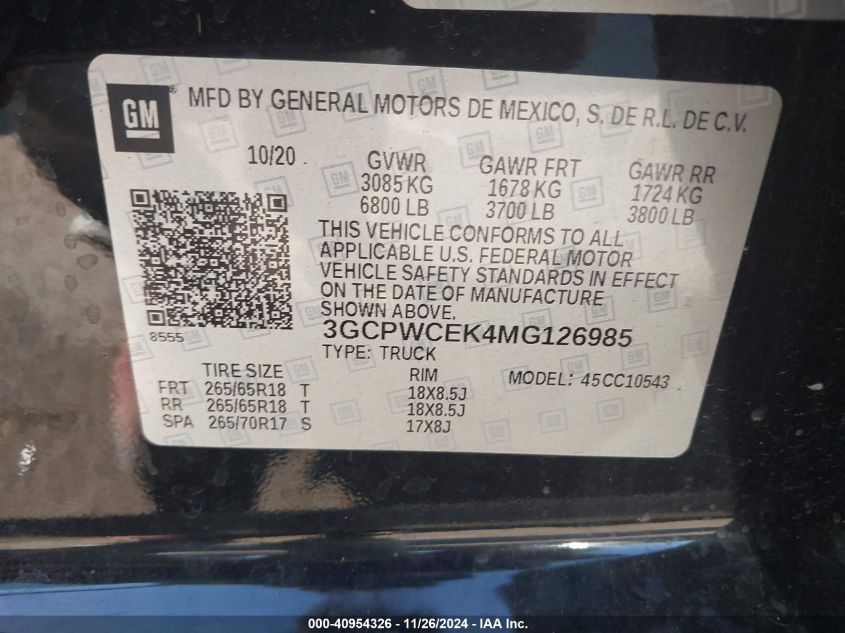 GM
MFD BY GENERAL MOTORS DE MEXICO, S. DE R.L. DE C.V.
10/20
GVWR GAWR FRT GAWR RR
3085 KG 1678 KG 1724 KG
6800 LB 3700 LB 3800 LB
THIS VEHICLE CONFORMS TO ALL
APPLICABLE U.S. FEDERAL MOTOR
VEHICLE SAFETY STANDARDS IN EFFECT
ON THE DATE OF MANUFACTURE
SHOWN ABOVE.
8555
3GCPWCEK4MG126985
TYPE: TRUCK
TIRE SIZE RIM MODEL: 45CC10543
FRT 265/65R18 T 18X8.5J
RR 265/65R18 T 18X8.5J
SPA 265/70R17 S 17X8J
000-40954326 - 11/26/2024 - IAA Inc.